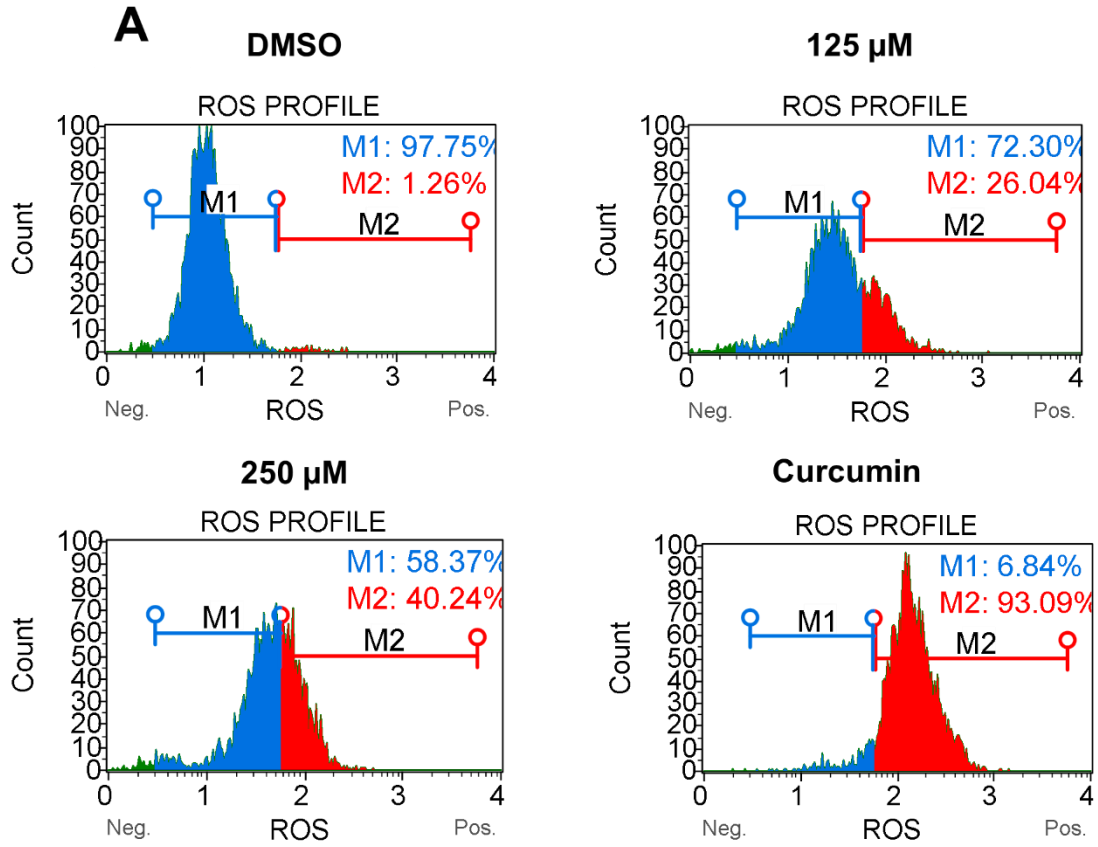 A
DMSO
ROS PROFILE
M1: 97.75%
M2: 1.26%
M1
M2
Count
100
90
80
70
60
50
40
30
20
10
0
0 1 2 3 4
Neg. ROS Pos.
125 µM
ROS PROFILE
M1: 72.30%
M2: 26.04%
M1
M2
Count
100
90
80
70
60
50
40
30
20
10
0
0 1 2 3 4
Neg. ROS Pos.
250 µM
ROS PROFILE
M1: 58.37%
M2: 40.24%
M1
M2
Count
100
90
80
70
60
50
40
30
20
10
0
0 1 2 3 4
Neg. ROS Pos.
Curcumin
ROS PROFILE
M1: 6.84%
M2: 93.09%
M1
M2
Count
100
90
80
70
60
50
40
30
20
10
0
0 1 2 3 4
Neg. ROS Pos.